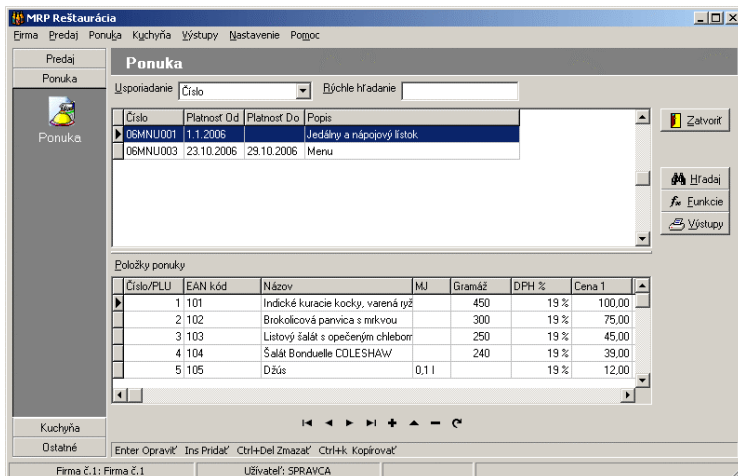 MRP Reštaurácia
Firma Predaj Ponuka Kuchyňa Výstupy Nastavenie Pomoc
Predaj
Ponuka
Ponuka
Kuchyňa
Ostatné
Ponuka
Usporiadanie Číslo Rýchle hľadanie
Číslo Platnosť Od Platnosť Do Popis
06MNU001 1.1.2006 Jedálny a nápojový lístok
06MNU003 23.10.2006 29.10.2006 Menu
Zatvoriť
Hľadaj
Funkcie
Výstupy
Položky ponuky
Číslo/PLU EAN kód Názov MJ Gramáž DPH % Cena 1
1 101 Indické kuracie kocky, varená ryž 450 19 % 100,00
2 102 Brokolicová panvica s mrkvou 300 19 % 75,00
3 103 Listový šalát s opečeným chlebom 250 19 % 45,00
4 104 Šalát Bonduelle COLESHAW 240 19 % 39,00
5 105 Džús 0,1 l 19 % 12,00
Enter Opraviť Ins Pridať Ctrl+Del Zmazať Ctrl+k Kopírovať
Firma č.1: Firma č.1 Užívateľ: SPRAVCA